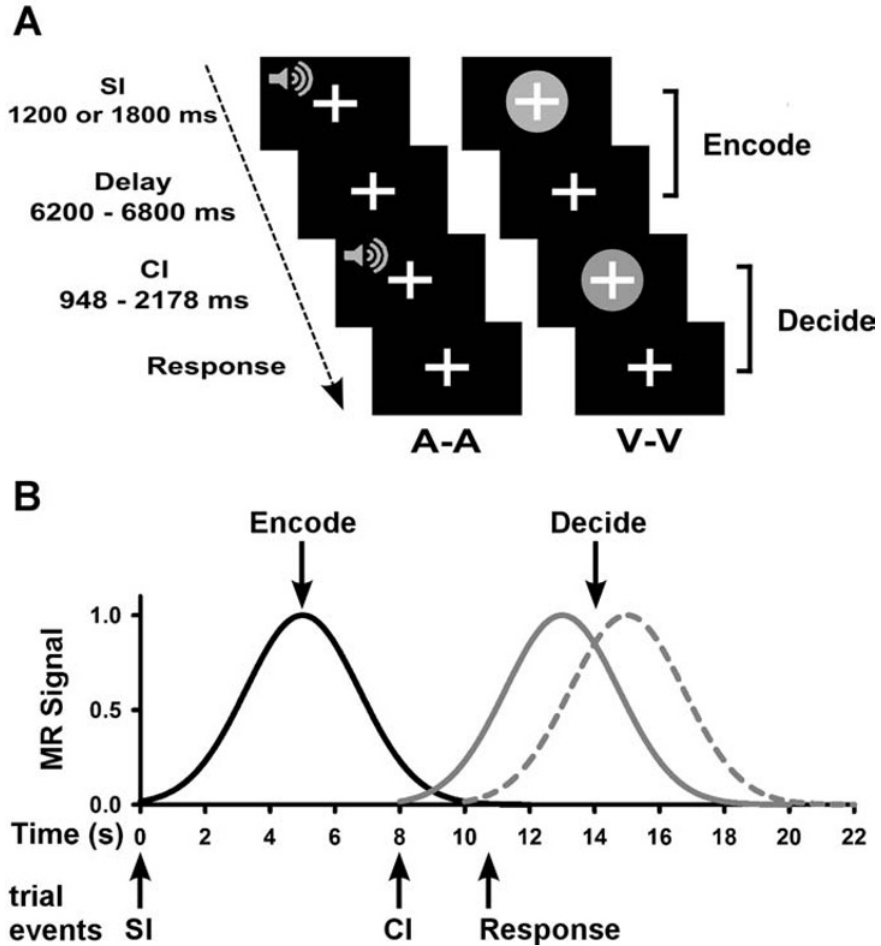 A
SI
1200 or 1800 ms
Delay
6200 - 6800 ms
CI
948 - 2178 ms
Response
Encode
Decide
A-A V-V
B
Encode Decide
MR Signal
1.0
0.5
0.0
Time (s) 0 2 4 6 8 10 12 14 16 18 20 22
trial
events SI CI Response